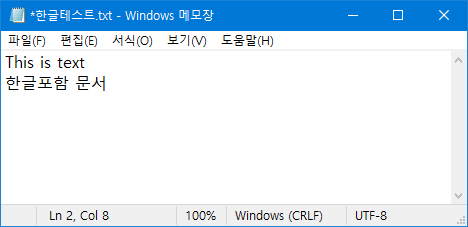 *한글테스트.txt - Windows 메모장
파일(F) 편집(E) 서식(O) 보기(V) 도움말(H)
This is text
한글포함 문서
Ln 2, Col 8 100% Windows (CRLF) UTF-8